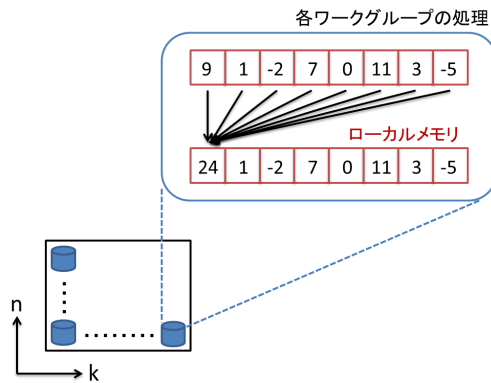 各ワークグループの処理
9 1 -2 7 0 11 3 -5
ローカルメモリ
24 1 -2 7 0 11 3 -5
n
k